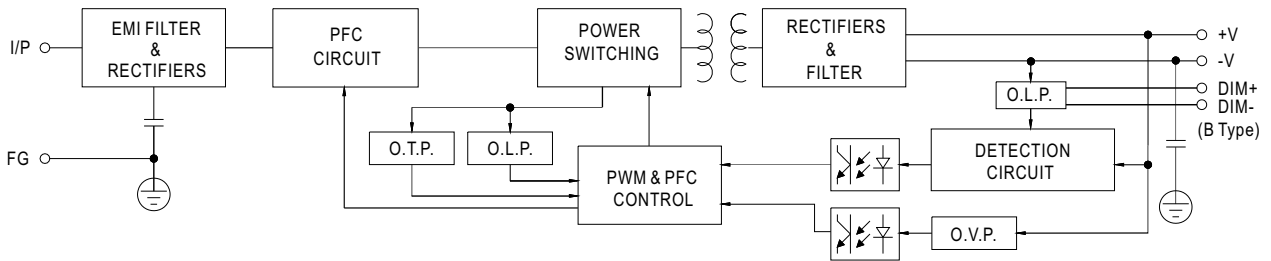 I/P
EMI FILTER
&
RECTIFIERS
PFC
CIRCUIT
POWER
SWITCHING
RECTIFIERS
&
FILTER
+V
-V
O.L.P.
DIM+
DIM-
(B Type)
FG
O.T.P.
O.L.P.
PWM & PFC
CONTROL
DETECTION
CIRCUIT
O.V.P.